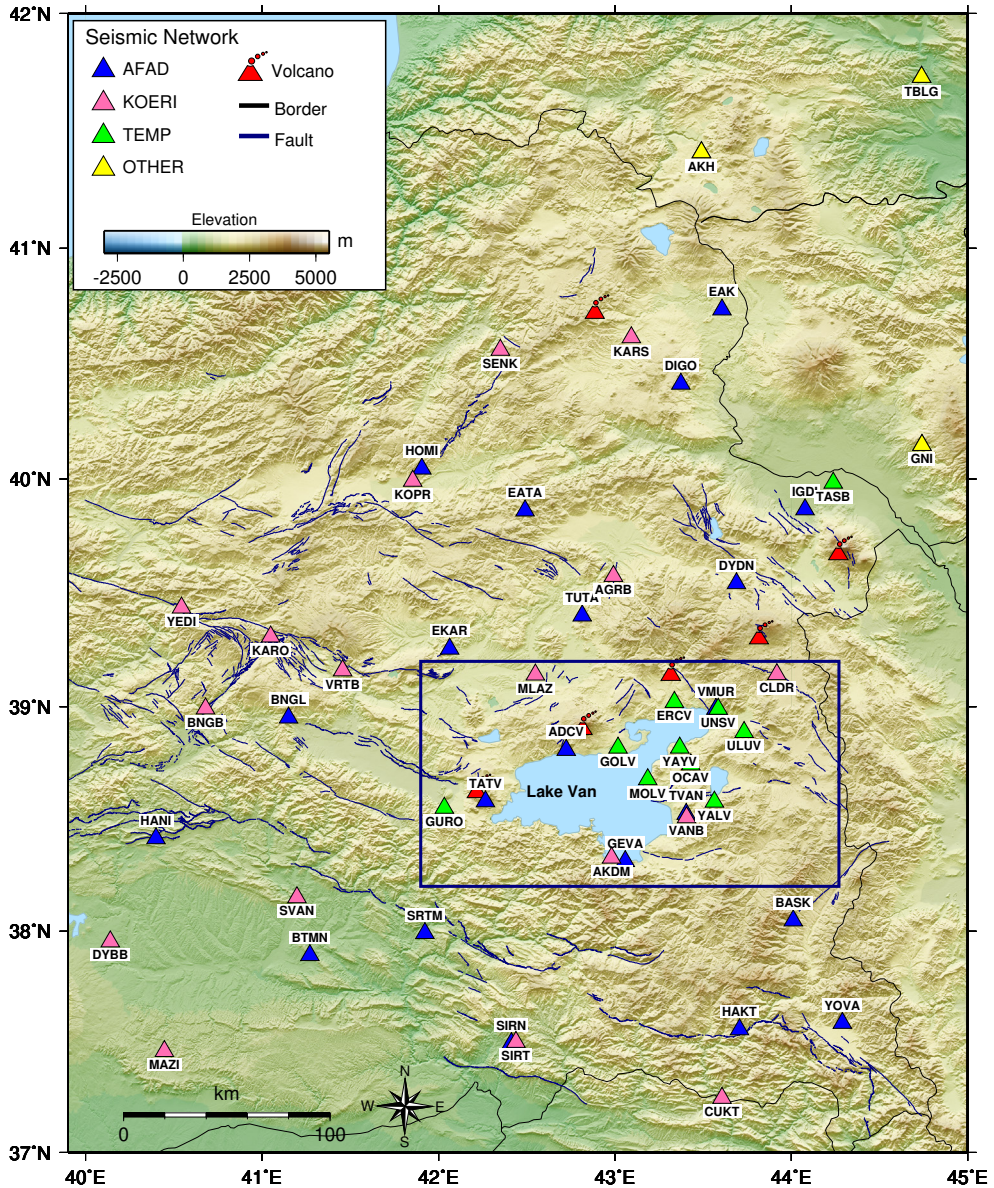 42˚N
Seismic Network
AFAD
Volcano
KOERI
Border
TEMP
Fault
OTHER
Elevation
m
-2500 0 2500 5000
TBLG
AKH
41˚N
EAK
KARS
SENK
DIGO
HOMI
GNI
40˚N
KOPR
EATA
IGDI
TASB
DYDN
AGRB
TUTA
YEDI
EKAR
KARO
VRTB
MLAZ
CLDR
BNGL
VMUR
39˚N
BNGB
ERCV
UNSV
ADCV
ULUV
GOLV
YAYV
OCAV
TATV
Lake Van
MOLV
TVAN
GURO
YALV
HANI
VANB
GEVA
AKDM
SVAN
BASK
SRTM
38˚N
BTMN
DYBB
YOVA
HAKT
SIRN
SIRT
MAZI
N
km
W E
CUKT
0 100
S
37˚N
40˚E 41˚E 42˚E 43˚E 44˚E 45˚E